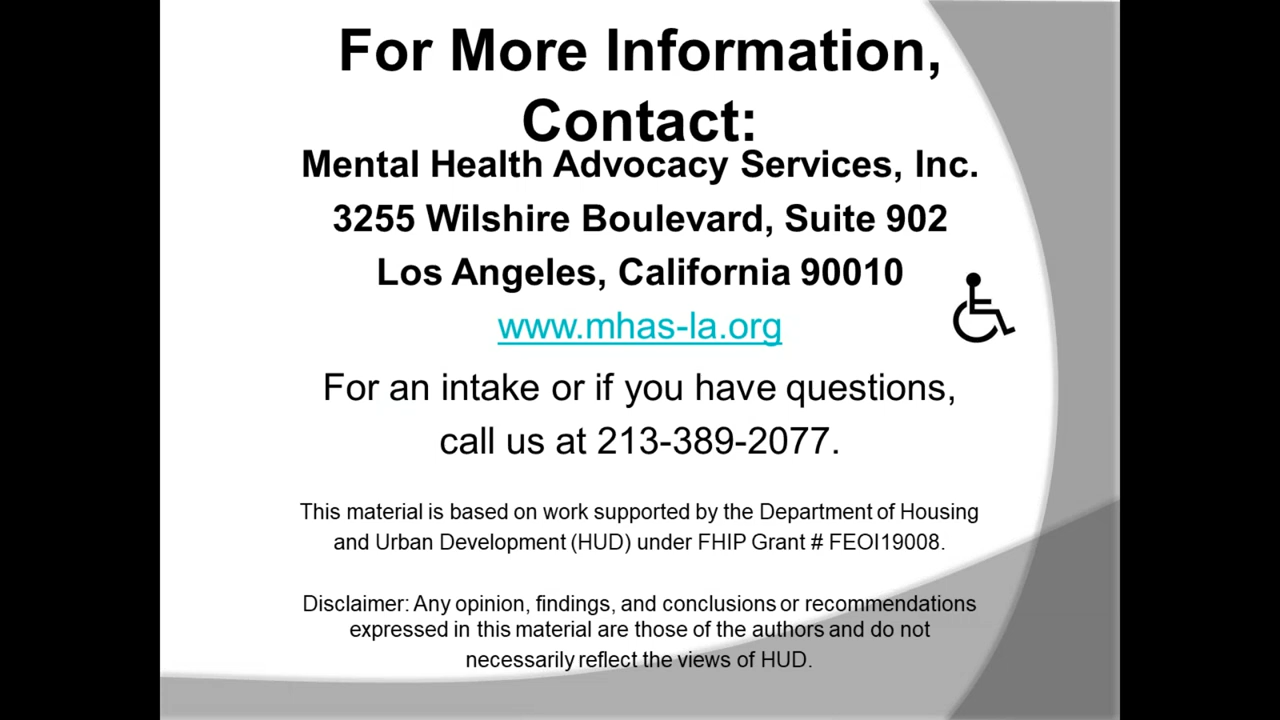 For More Information,
Contact:
Mental Health Advocacy Services, Inc.
3255 Wilshire Boulevard, Suite 902
Los Angeles, California 90010
www.mhas-la.org
For an intake or if you have questions,
call us at 213-389-2077.
This material is based on work supported by the Department of Housing
and Urban Development (HUD) under FHIP Grant # FEOI19008.
Disclaimer: Any opinion, findings, and conclusions or recommendations
expressed in this material are those of the authors and do not
necessarily reflect the views of HUD.